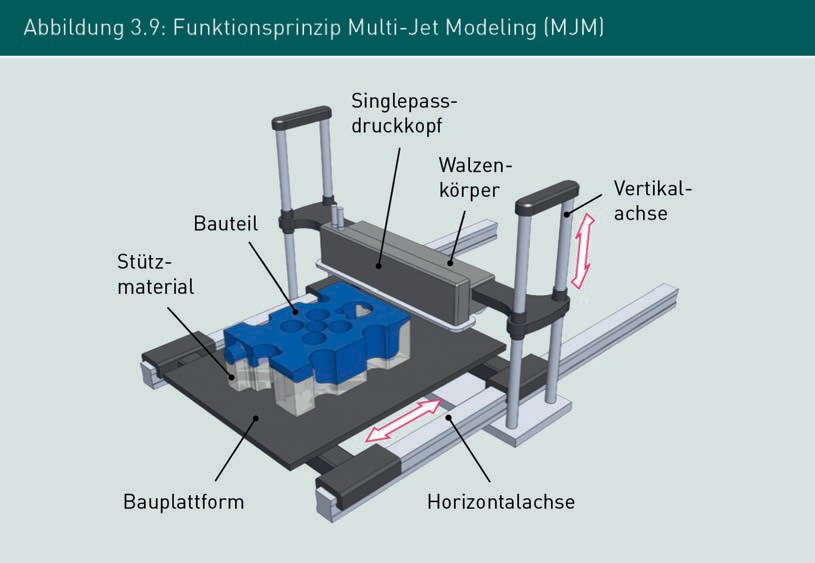 Abbildung 3.9: Funktionsprinzip Multi-Jet Modeling (MJM)
Singlepass-
druckkopf
Walzen-
körper
Vertikal-
achse
Bauteil
Stütz-
material
Bauplattform
Horizontalachse